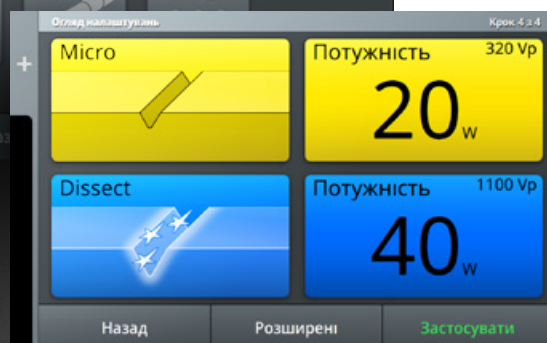 Огляд налаштувань Крок 4 з 4
Micro
Потужність 320 Vp
20 W
Dissect
Потужність 1100 Vp
40 W
Назад Розширені Застосувати